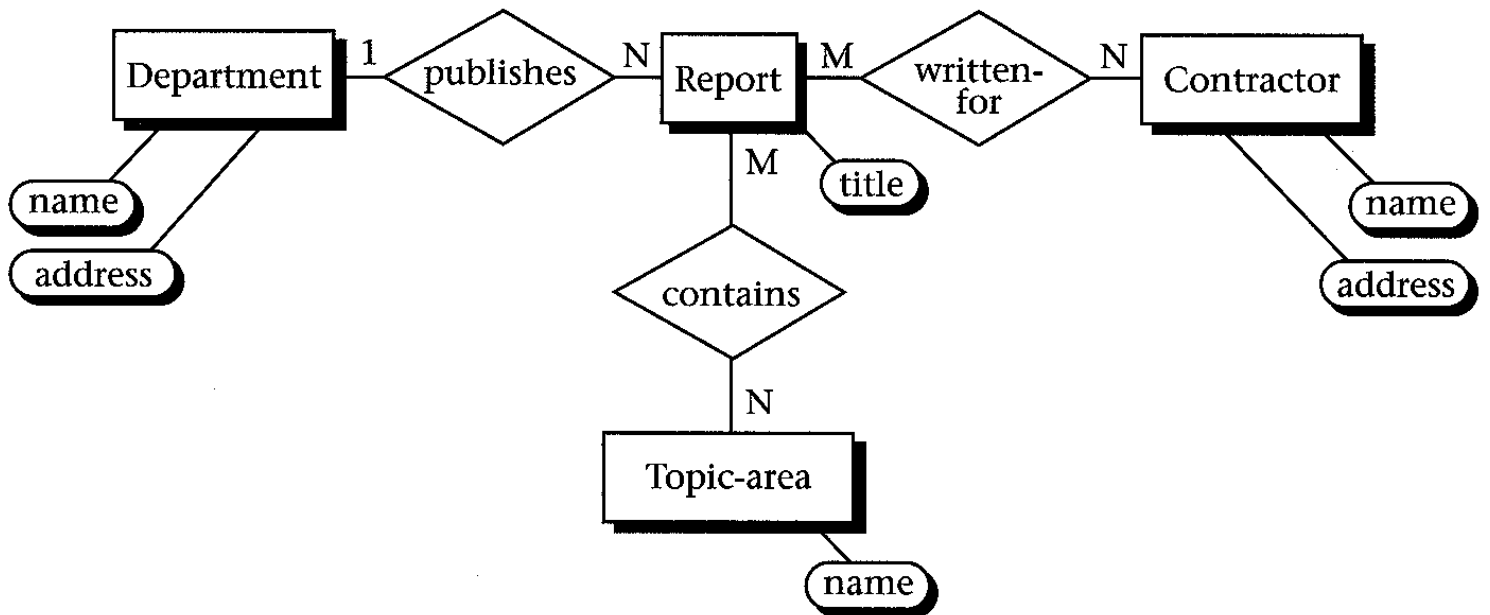 Department
1
publishes
N
Report
M
written-
for
N
Contractor
name
address
M
title
name
address
contains
N
Topic-area
name